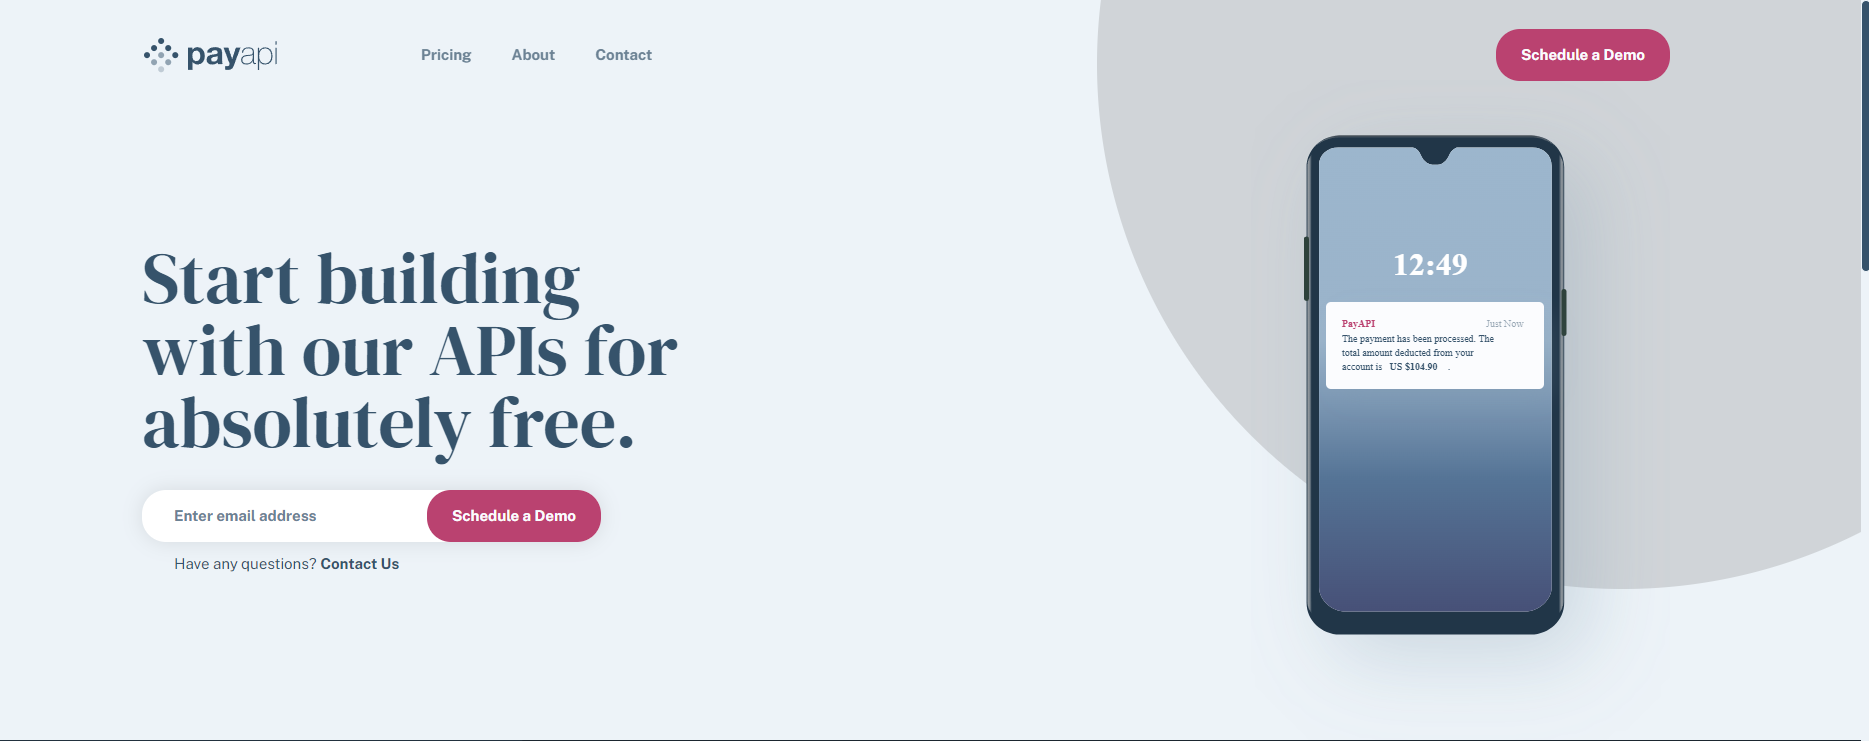 payapi
Pricing
About
Contact
Schedule a Demo
Start building
with our APIs for
absolutely free.
Enter email address
Schedule a Demo
Have any questions? Contact Us
12:49
PayAPI
Just Now
The payment has been processed. The
total amount deducted from your
account is US $104.90 .